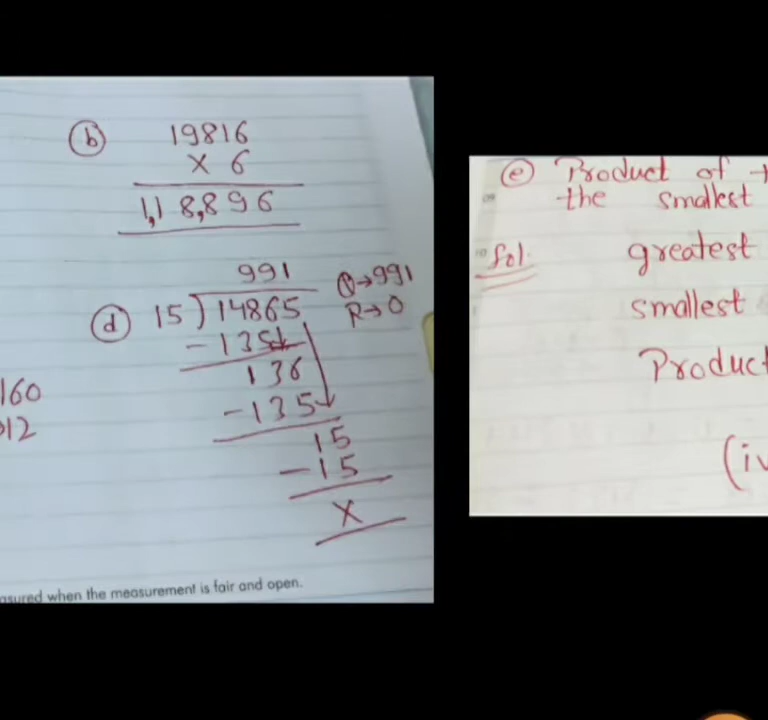 b 19816
× 6
1,18,896
991
d 15)14865
Q→991
R→0
-135↓
136
-135↓
15
-15
×
160
12
when the measurement is fair and open.
e Product of
the smallest
Sol.
greatest
smallest
Product